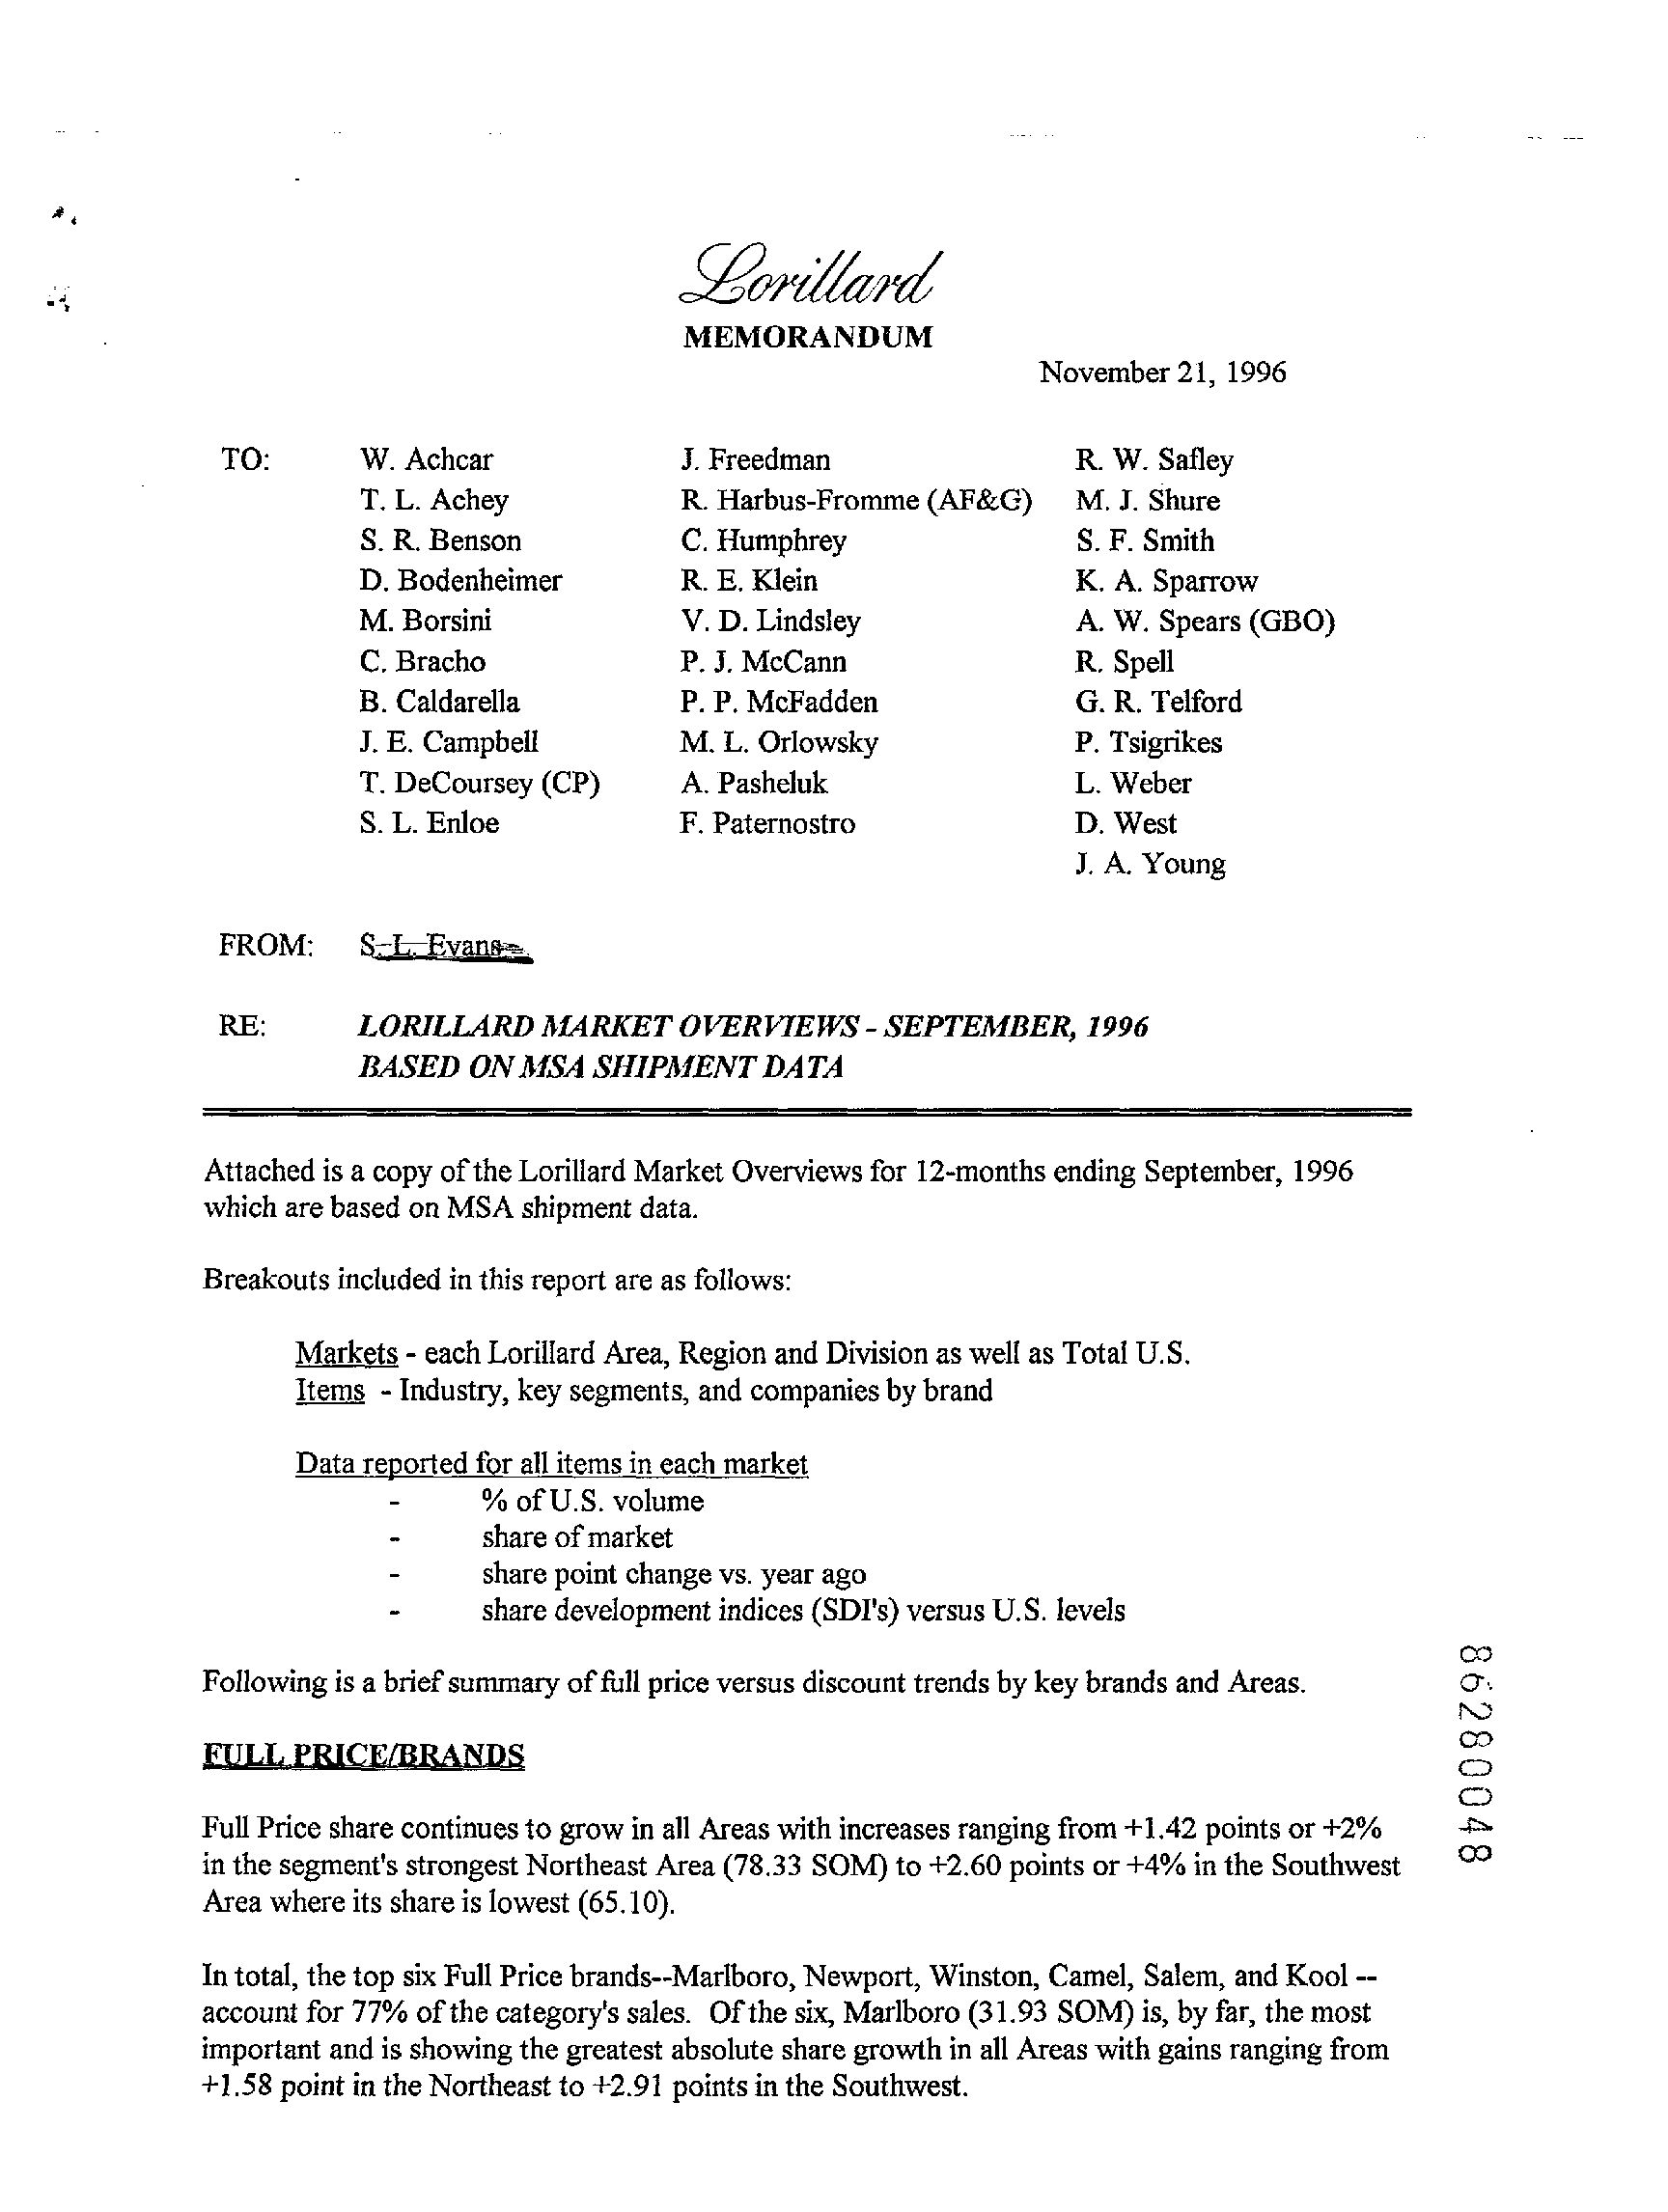 Lorillard
MEMORANDUM
November 21, 1996
TO: W. Achcar J. Freedman R. W. Safley
T. L. Achey R. Harbus-Fromme (AF&G) M. J. Shure
S. R. Benson C. Humphrey S. F. Smith
D. Bodenheimer R. E. Klein K. A. Sparrow
M. Borsini V. D. Lindsley A. W. Spears (GBO)
C. Bracho P. J. McCann R. Spell
B. Caldarella P. P. McFadden G. R. Telford
J. E. Campbell M. L. Orlowsky P. Tsigrikes
T. DeCoursey (CP) A. Pasheluk L. Weber
S. L. Enloe F. Paternostro D. West
J. A. Young
FROM: S. L. Evans
RE: LORILLARD MARKET OVERVIEWS - SEPTEMBER, 1996
BASED ON MSA SHIPMENT DATA
Attached is a copy of the Lorillard Market Overviews for 12-months ending September, 1996
which are based on MSA shipment data.
Breakouts included in this report are as follows:
Markets - each Lorillard Area, Region and Division as well as Total U.S.
Items - Industry, key segments, and companies by brand
Data reported for all items in each market
- % of U.S. volume
- share of market
- share point change vs. year ago
- share development indices (SDI's) versus U.S. levels
Following is a brief summary of full price versus discount trends by key brands and Areas.
FULL PRICE/BRANDS
Full Price share continues to grow in all Areas with increases ranging from +1.42 points or +2%
in the segment's strongest Northeast Area (78.33 SOM) to +2.60 points or +4% in the Southwest
Area where its share is lowest (65.10).
In total, the top six Full Price brands--Marlboro, Newport, Winston, Camel, Salem, and Kool --
account for 77% of the category's sales. Of the six, Marlboro (31.93 SOM) is, by far, the most
important and is showing the greatest absolute share growth in all Areas with gains ranging from
+1.58 point in the Northeast to +2.91 points in the Southwest.
86280048